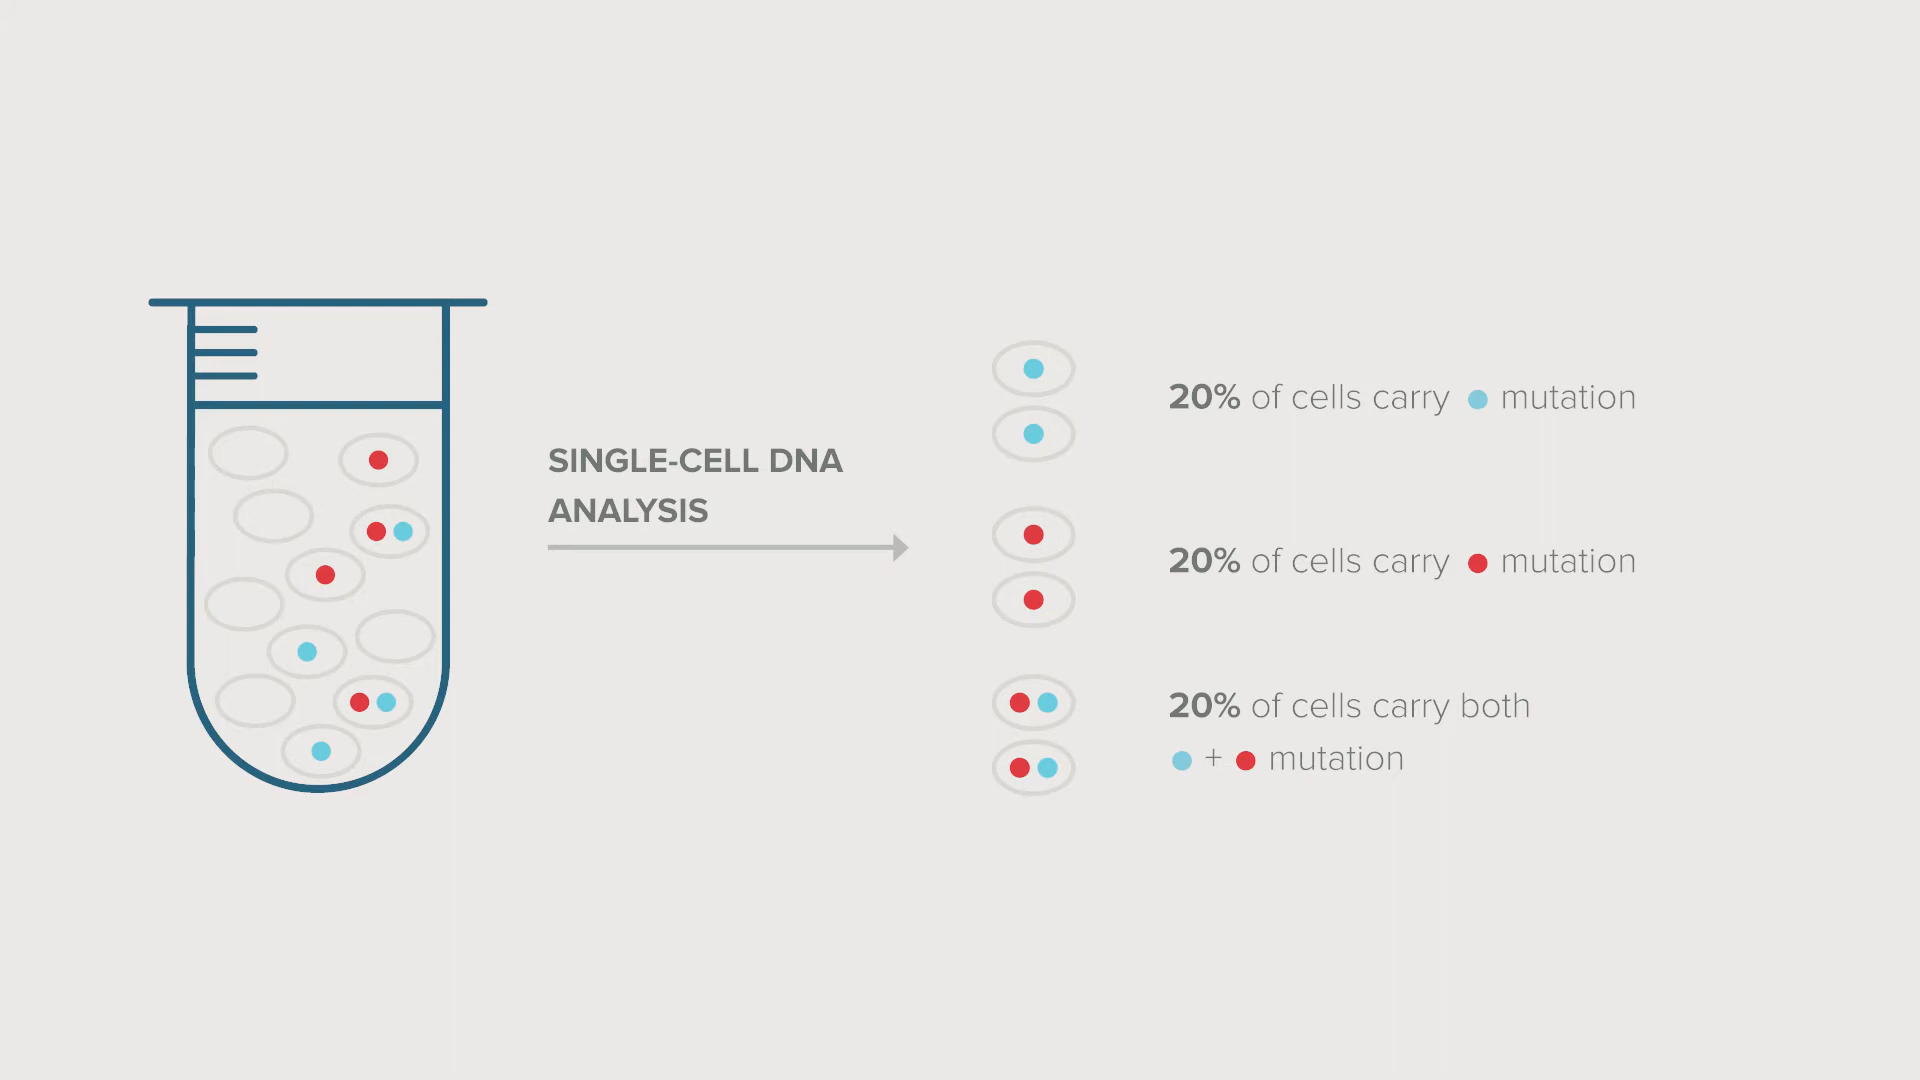 SINGLE-CELL DNA
ANALYSIS
20% of cells carry mutation
20% of cells carry mutation
20% of cells carry both
+ mutation